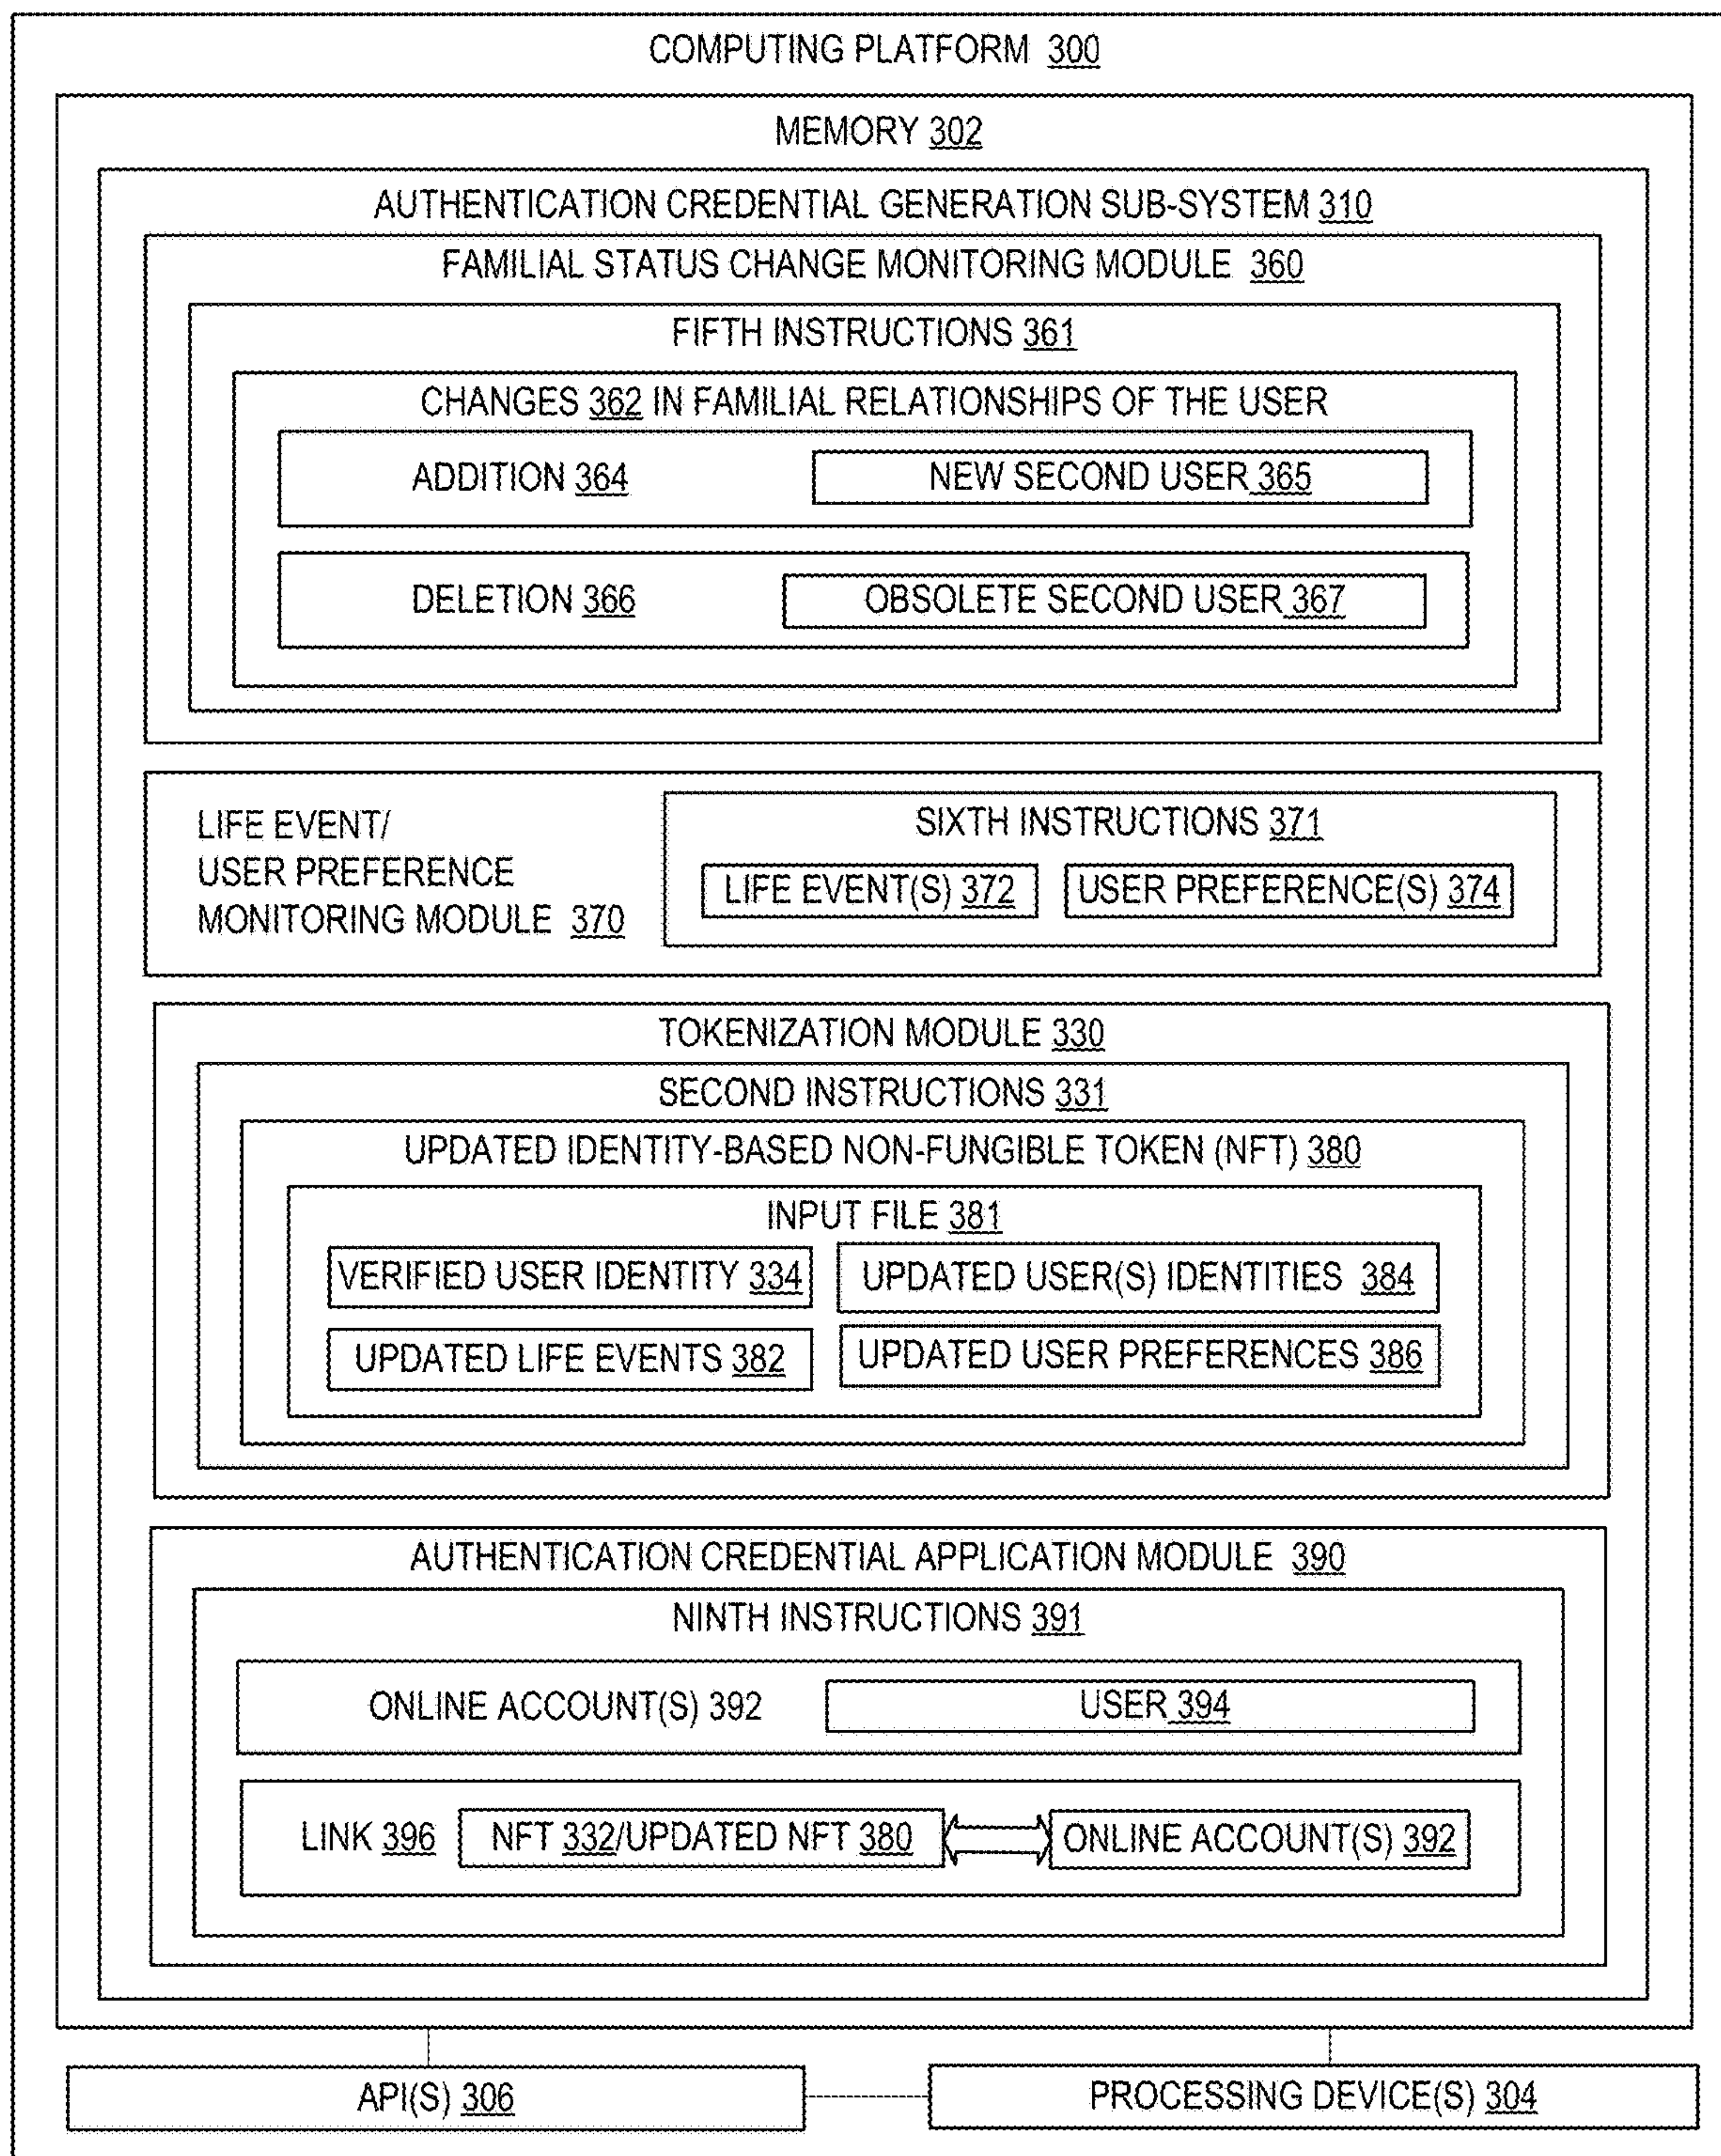 COMPUTING PLATFORM 300
MEMORY 302
AUTHENTICATION CREDENTIAL GENERATION SUB-SYSTEM 310
FAMILIAL STATUS CHANGE MONITORING MODULE 360
FIFTH INSTRUCTIONS 361
CHANGES 362 IN FAMILIAL RELATIONSHIPS OF THE USER
ADDITION 364 NEW SECOND USER 365
DELETION 366 OBSOLETE SECOND USER 367
LIFE EVENT/
USER PREFERENCE
MONITORING MODULE 370
SIXTH INSTRUCTIONS 371
LIFE EVENT(S) 372 USER PREFERENCE(S) 374
TOKENIZATION MODULE 330
SECOND INSTRUCTIONS 331
UPDATED IDENTITY-BASED NON-FUNGIBLE TOKEN (NFT) 380
INPUT FILE 381
VERIFIED USER IDENTITY 334 UPDATED USER(S) IDENTITIES 384
UPDATED LIFE EVENTS 382 UPDATED USER PREFERENCES 386
AUTHENTICATION CREDENTIAL APPLICATION MODULE 390
NINTH INSTRUCTIONS 391
ONLINE ACCOUNT(S) 392 USER 394
LINK 396 NFT 332/UPDATED NFT 380 ONLINE ACCOUNT(S) 392
API(S) 306 PROCESSING DEVICE(S) 304